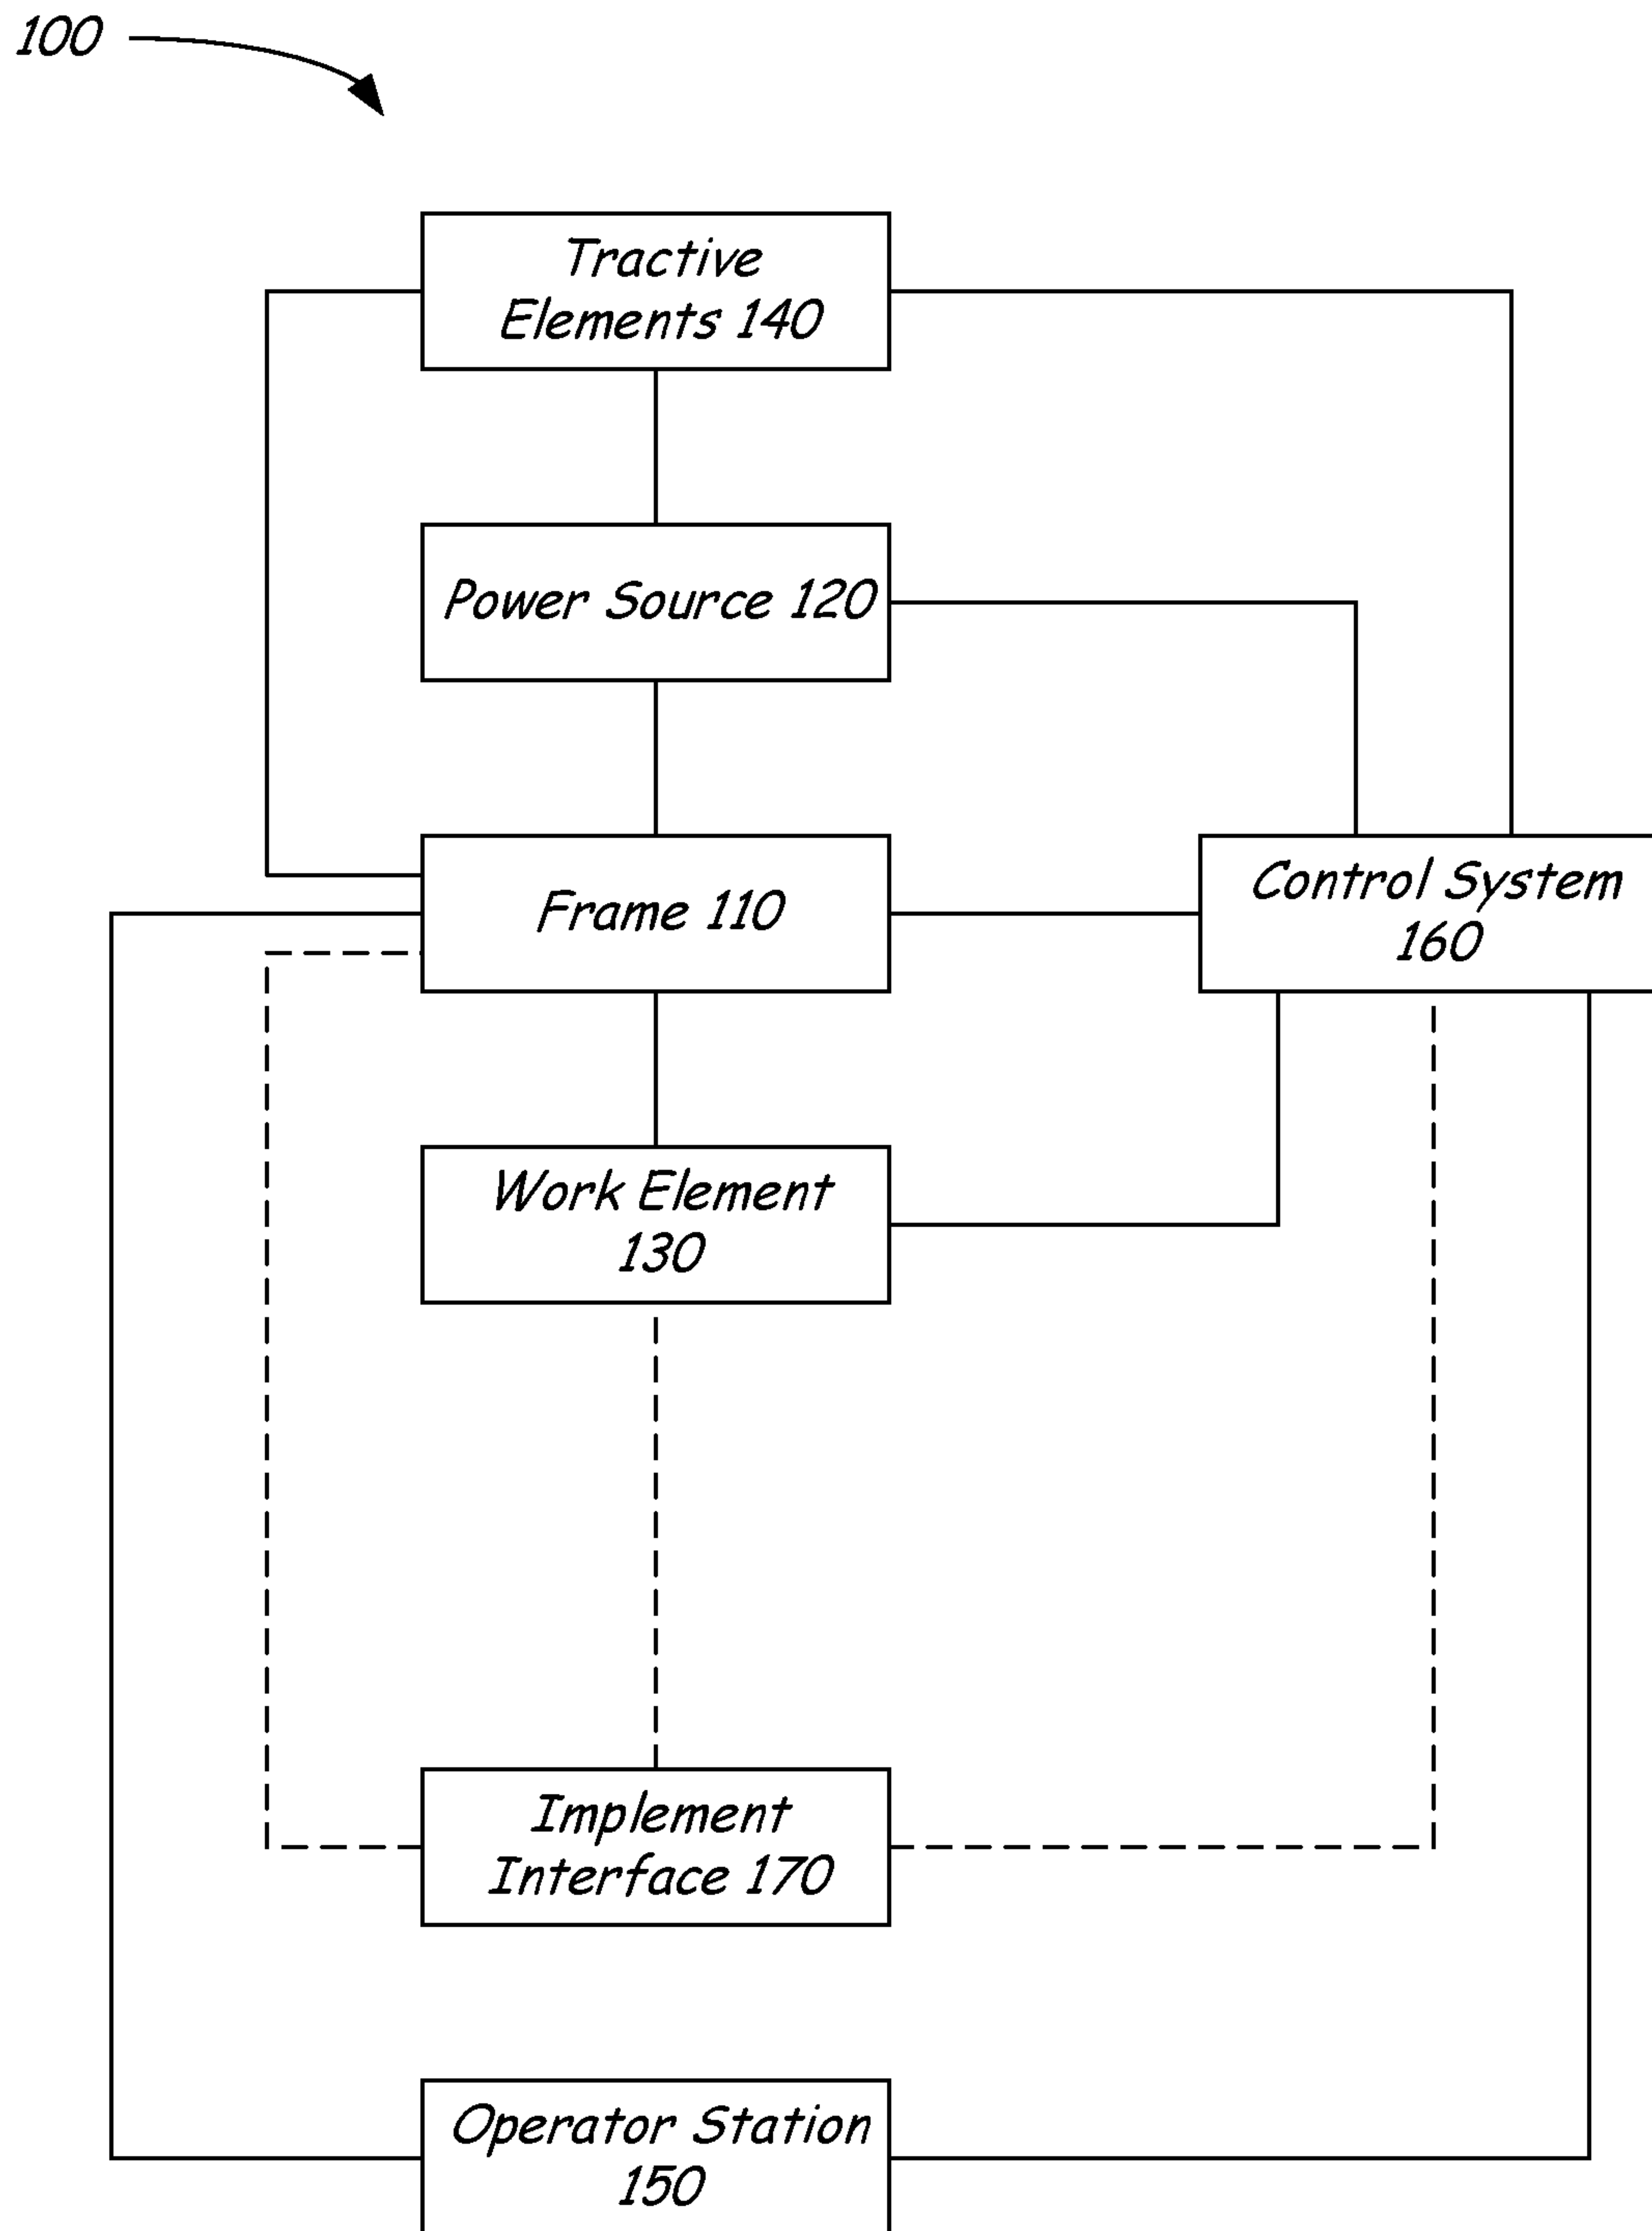 100
Tractive
Elements 140
Power Source 120
Frame 110
Control System
160
Work Element
130
Implement
Interface 170
Operator Station
150